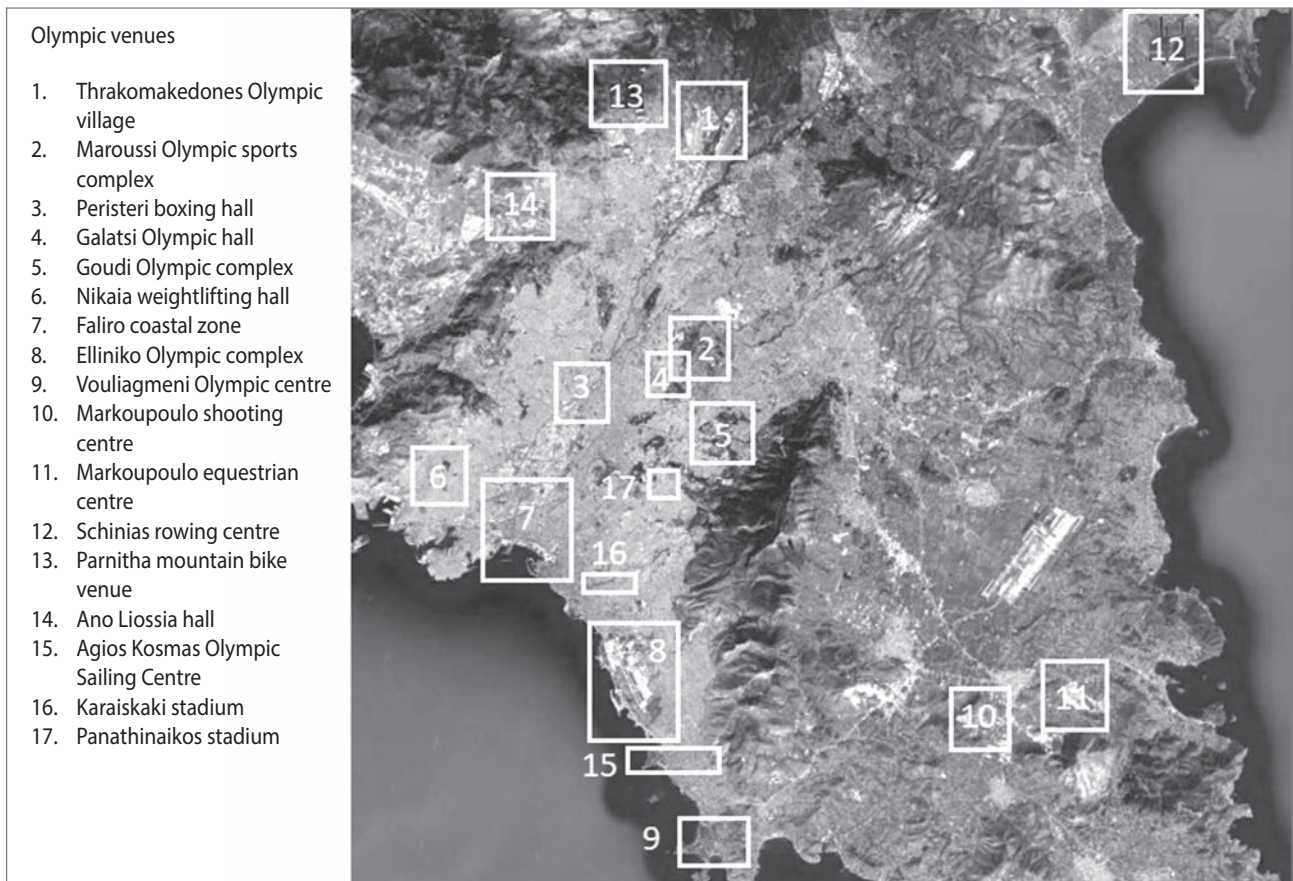 Olympic venues
1. Thrakomakedones Olympic
village
2. Maroussi Olympic sports
complex
3. Peristeri boxing hall
4. Galatsi Olympic hall
5. Goudi Olympic complex
6. Nikaia weightlifting hall
7. Faliro coastal zone
8. Elliniko Olympic complex
9. Vouliagmeni Olympic centre
10. Markoupoulo shooting
centre
11. Markoupoulo equestrian
centre
12. Schinias rowing centre
13. Parnitha mountain bike
venue
14. Ano Liossia hall
15. Agios Kosmas Olympic
Sailing Centre
16. Karaiskaki stadium
17. Panathinaikos stadium
12
13
1
14
2
4
3
5
6
17
7
16
8
11
10
15
9